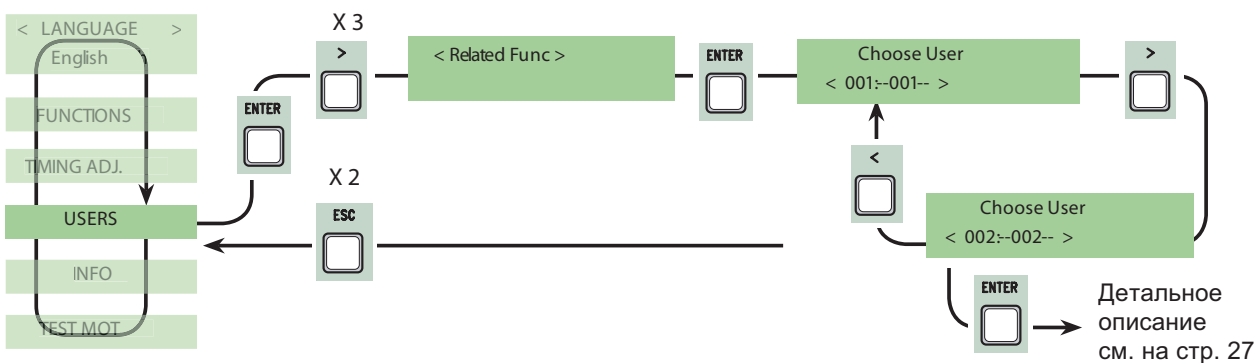 < LANGUAGE >
English
FUNCTIONS
TIMING ADJ.
USERS
INFO
TEST MOT
ENTER
X 3
>
< Related Func >
ENTER
Choose User
< 001:--001-- >
>
<
Choose User
< 002:--002-- >
X 2
ESC
ENTER
Детальное
описание
см. на стр. 27